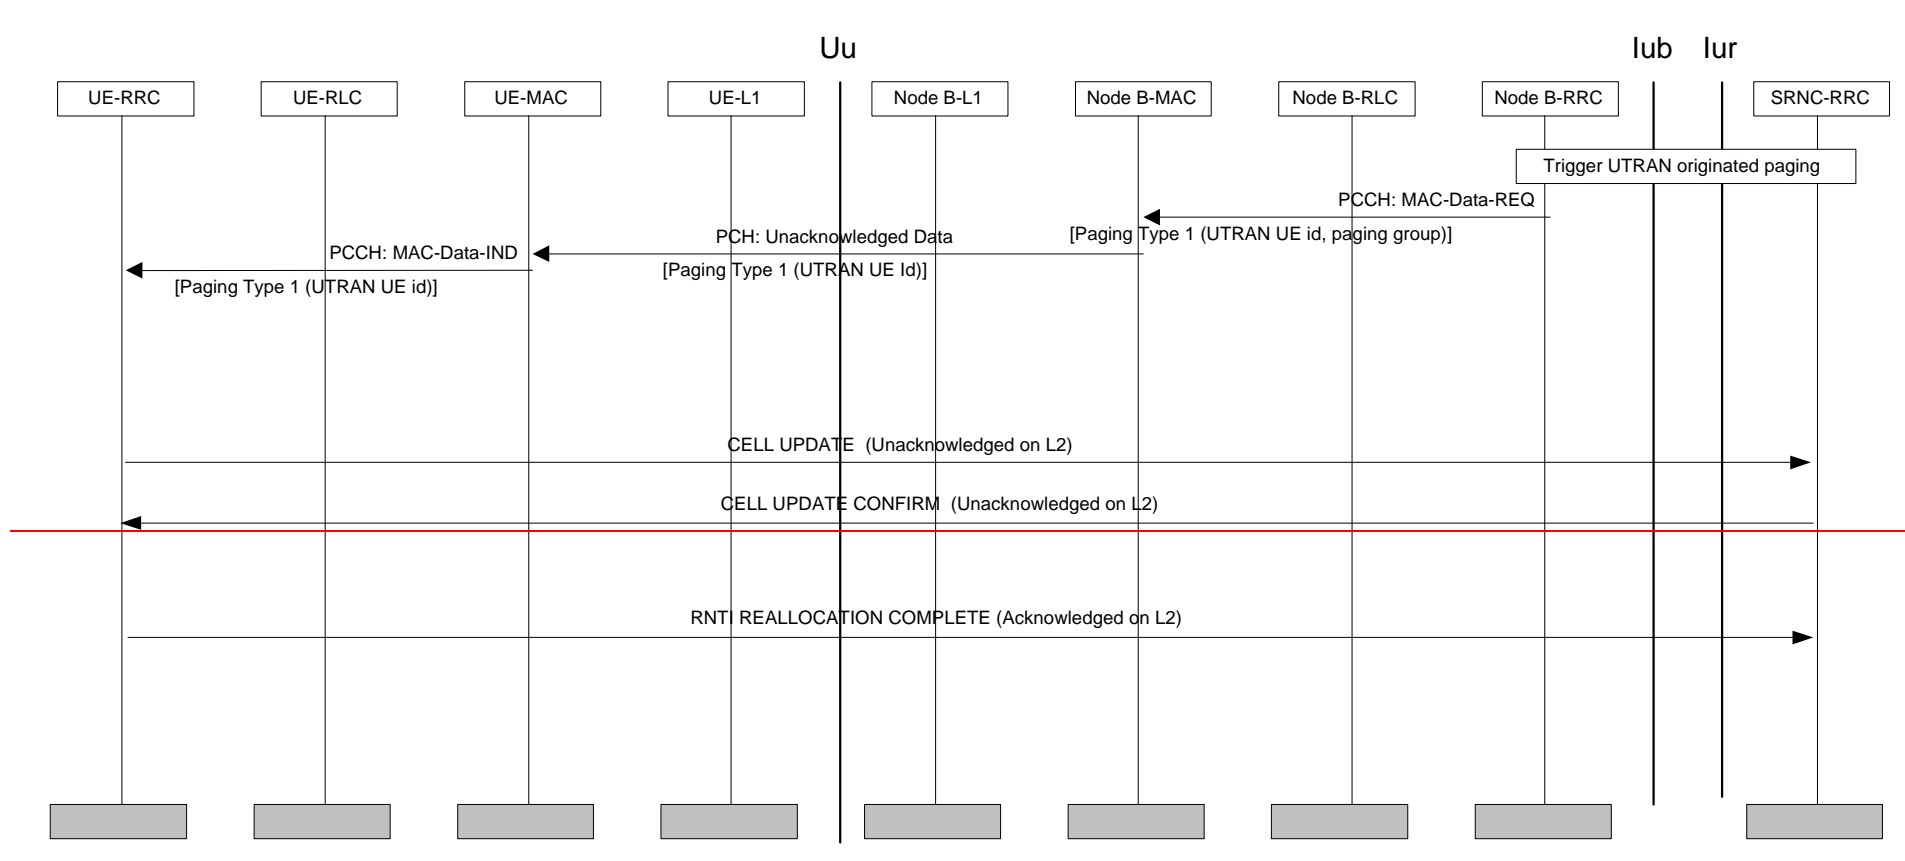 Uu
Iub
Iur
UE-RRC
UE-RLC
UE-MAC
UE-L1
Node B-L1
Node B-MAC
Node B-RLC
Node B-RRC
SRNC-RRC
Trigger UTRAN originated paging
PCCH: MAC-Data-REQ
[Paging Type 1 (UTRAN UE id, paging group)]
PCH: Unacknowledged Data
[Paging Type 1 (UTRAN UE Id)]
PCCH: MAC-Data-IND
[Paging Type 1 (UTRAN UE id)]
CELL UPDATE (Unacknowledged on L2)
CELL UPDATE CONFIRM (Unacknowledged on L2)
RNTI REALLOCATION COMPLETE (Acknowledged on L2)